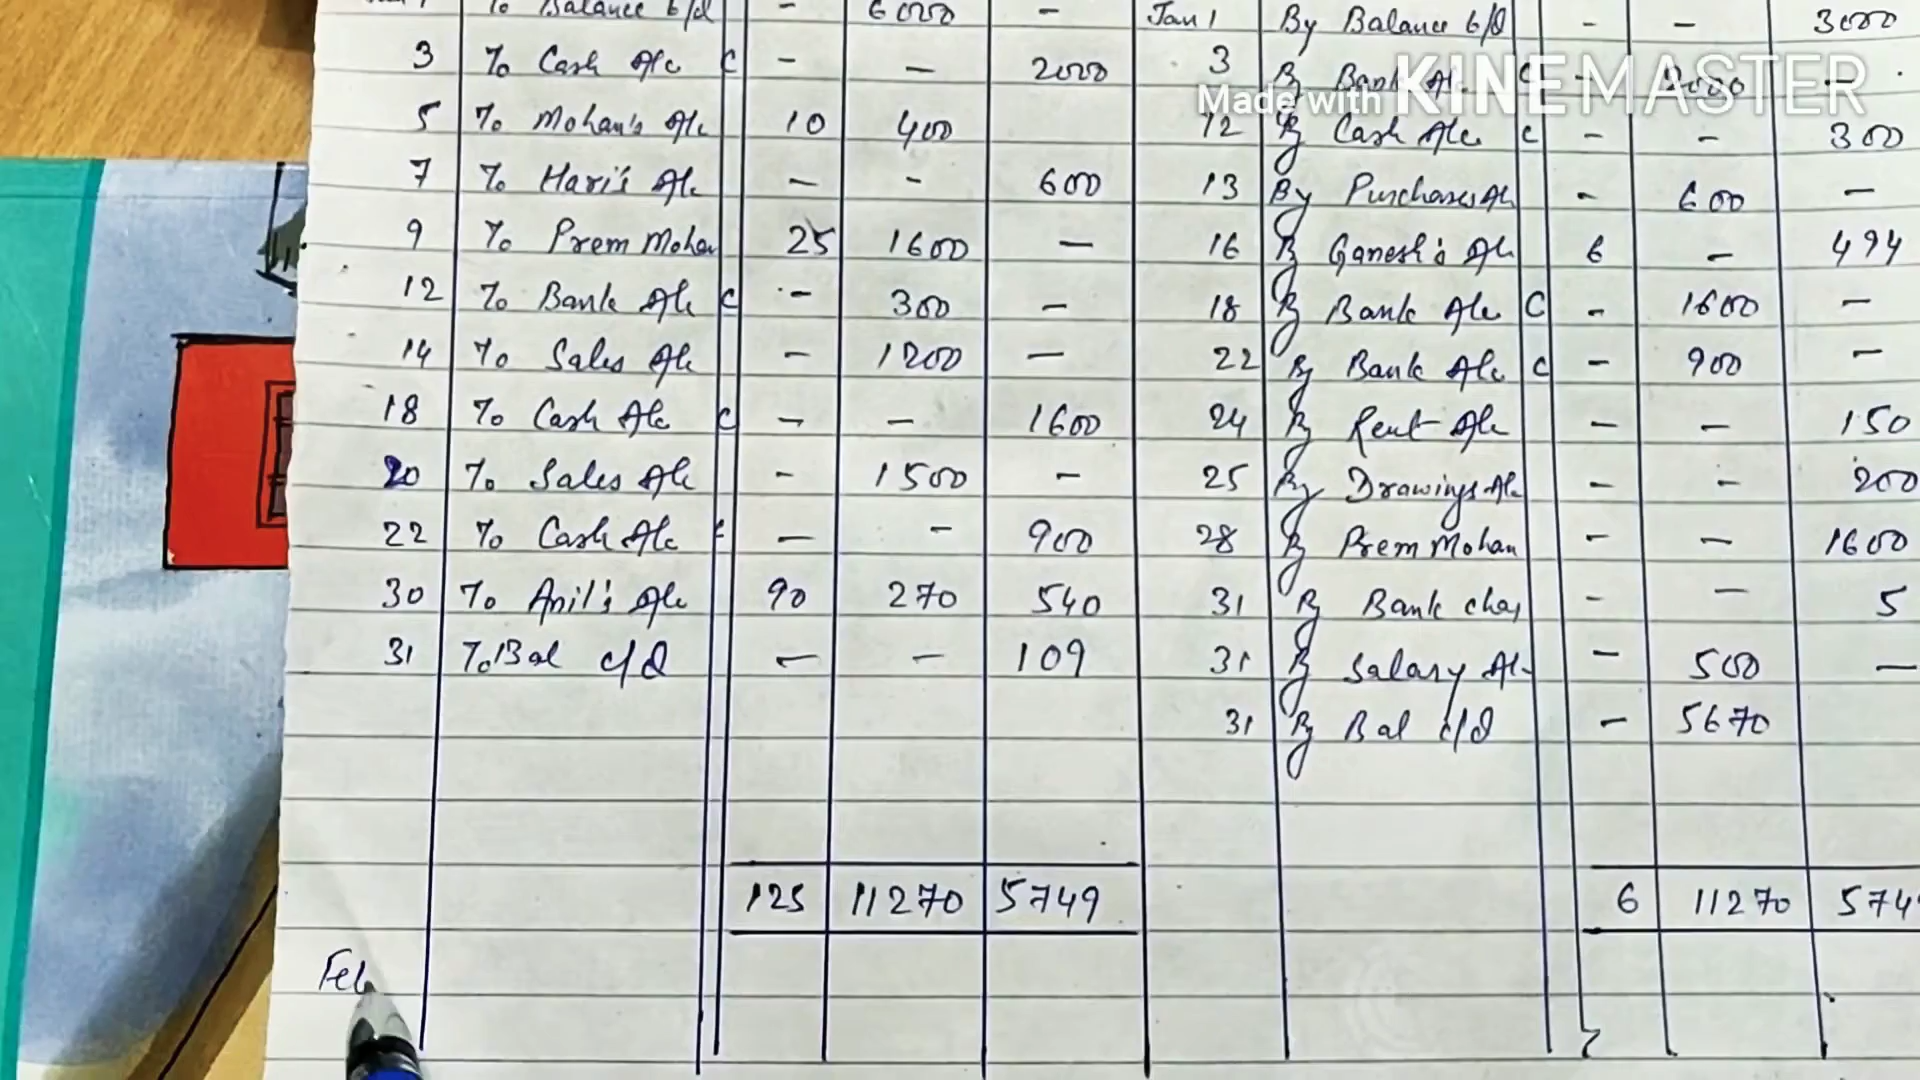 To Balance b/d - 6000 - Jan 1 By Balance b/d - - 3000
3 To Cash A/c C - - 2000 3 By Bank A/c C - 2000 -
Made with KINEMASTER
5 To Mohan's A/c 10 400 12 By Cash A/c C - - 300
7 To Hari's A/c - - 600 13 By Purchases A/c - 600 -
9 To Prem Mohan 25 1600 - 16 By Ganesh's A/c 6 - 494
12 To Bank A/c C - 300 - 18 By Bank A/c C - 1600 -
14 To Sales A/c - 1200 - 22 By Bank A/c C - 900 -
18 To Cash A/c C - - 1600 24 By Rent A/c - - 150
20 To Sales A/c - 1500 - 25 By Drawings A/c - - 200
22 To Cash A/c C - - 900 28 By Prem Mohan - - 1600
30 To Anil's A/c 90 270 540 31 By Bank char - - 5
31 To Bal c/d - - 109 31 By Salary A/c - 500 -
31 By Bal c/d - 5670
125 11270 5749 6 11270 574
Feb